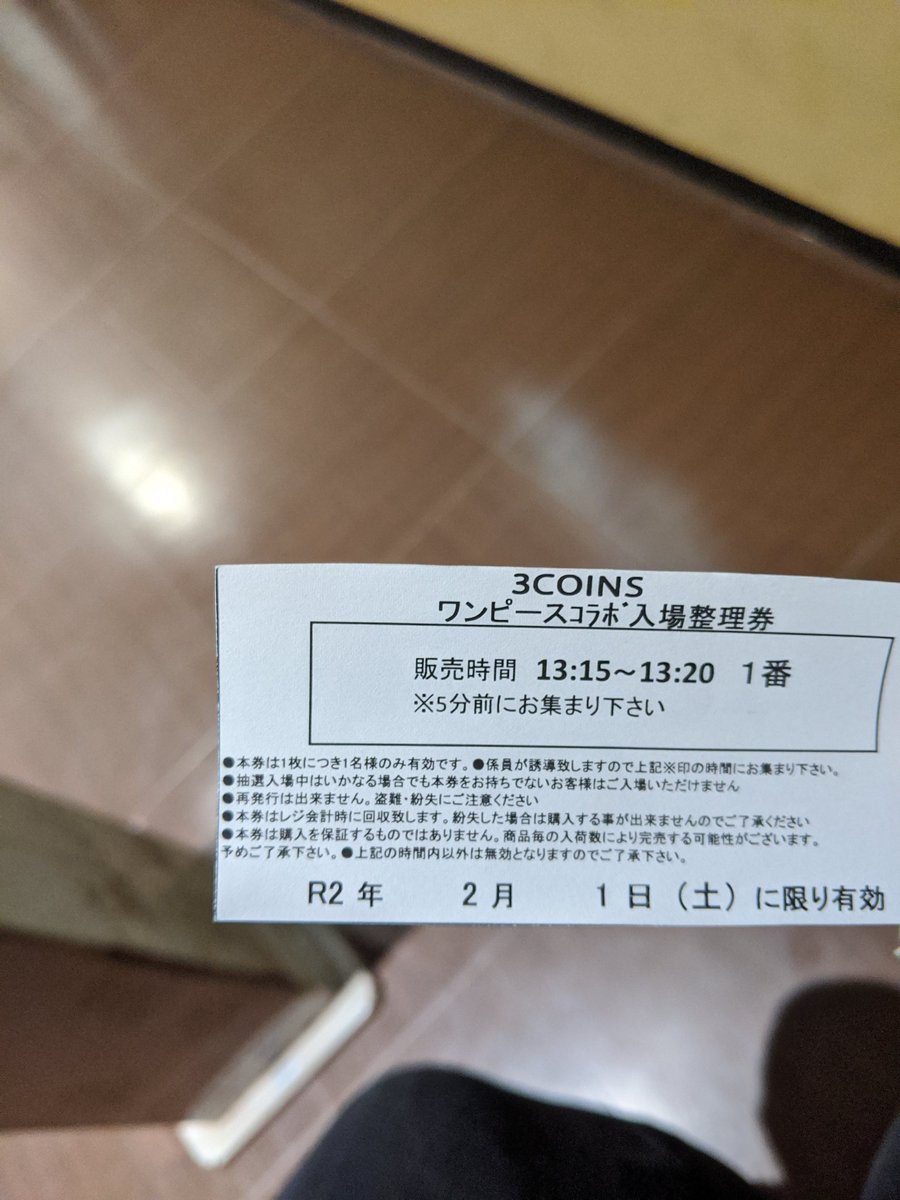 3COINS
ワンピースｺﾗﾎﾞ入場整理券
販売時間 13:15～13:20 1番
※5分前にお集まり下さい
●本券は1枚につき1名様のみ有効です。●係員が誘導致しますので上記※印の時間にお集まり下さい。
●抽選入場中はいかなる場合でも本券をお持ちでないお客様はご入場いただけません
●再発行は出来ません。盗難・紛失にご注意ください
●本券はレジ会計時に回収致します。紛失した場合は購入する事が出来ませんのでご了承ください
●本券は購入を保証するものではありません。商品毎の入荷数により完売する可能性がございます。
予めご了承下さい。●上記の時間内以外は無効となりますのでご了承下さい。
R2 年 2 月 1 日（土）に限り有効